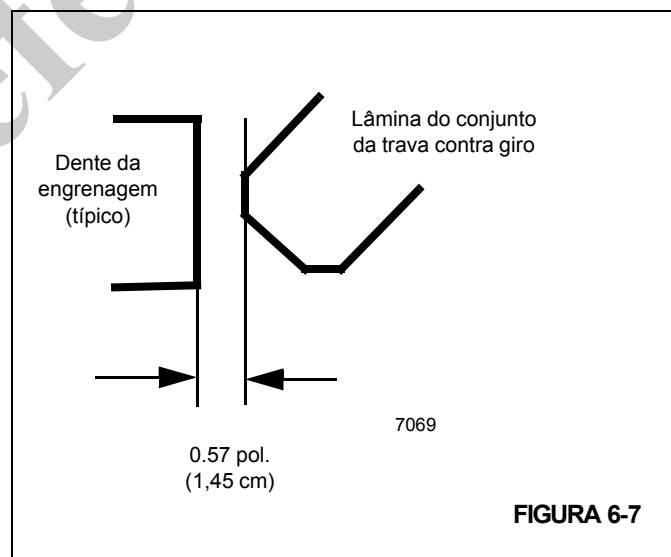 Lâmina do conjunto
da trava contra giro
Dente da
engrenagem
(típico)
7069
0.57 pol.
(1,45 cm)
FIGURA 6-7